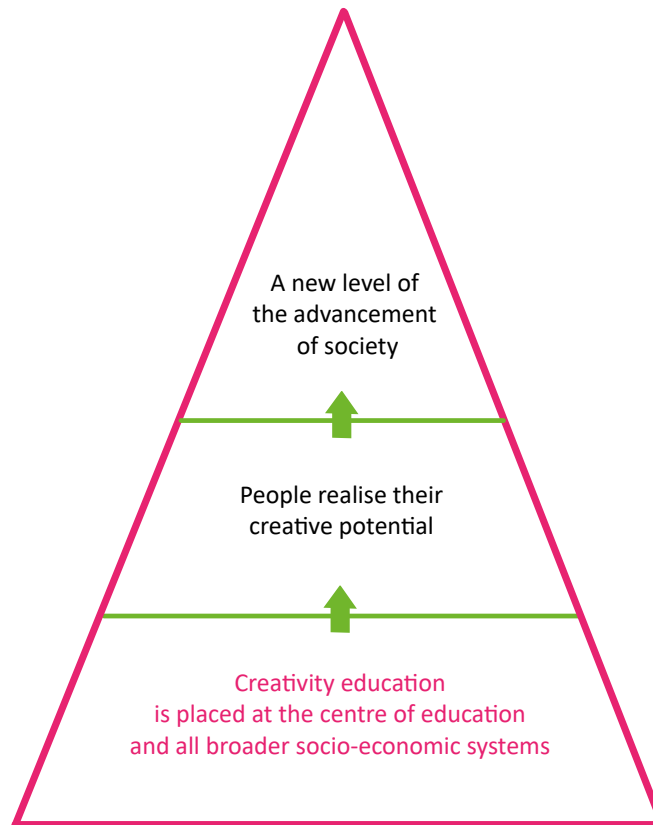 A new level of
the advancement
of society
People realise their
creative potential
Creativity education
is placed at the centre of education
and all broader socio-economic systems